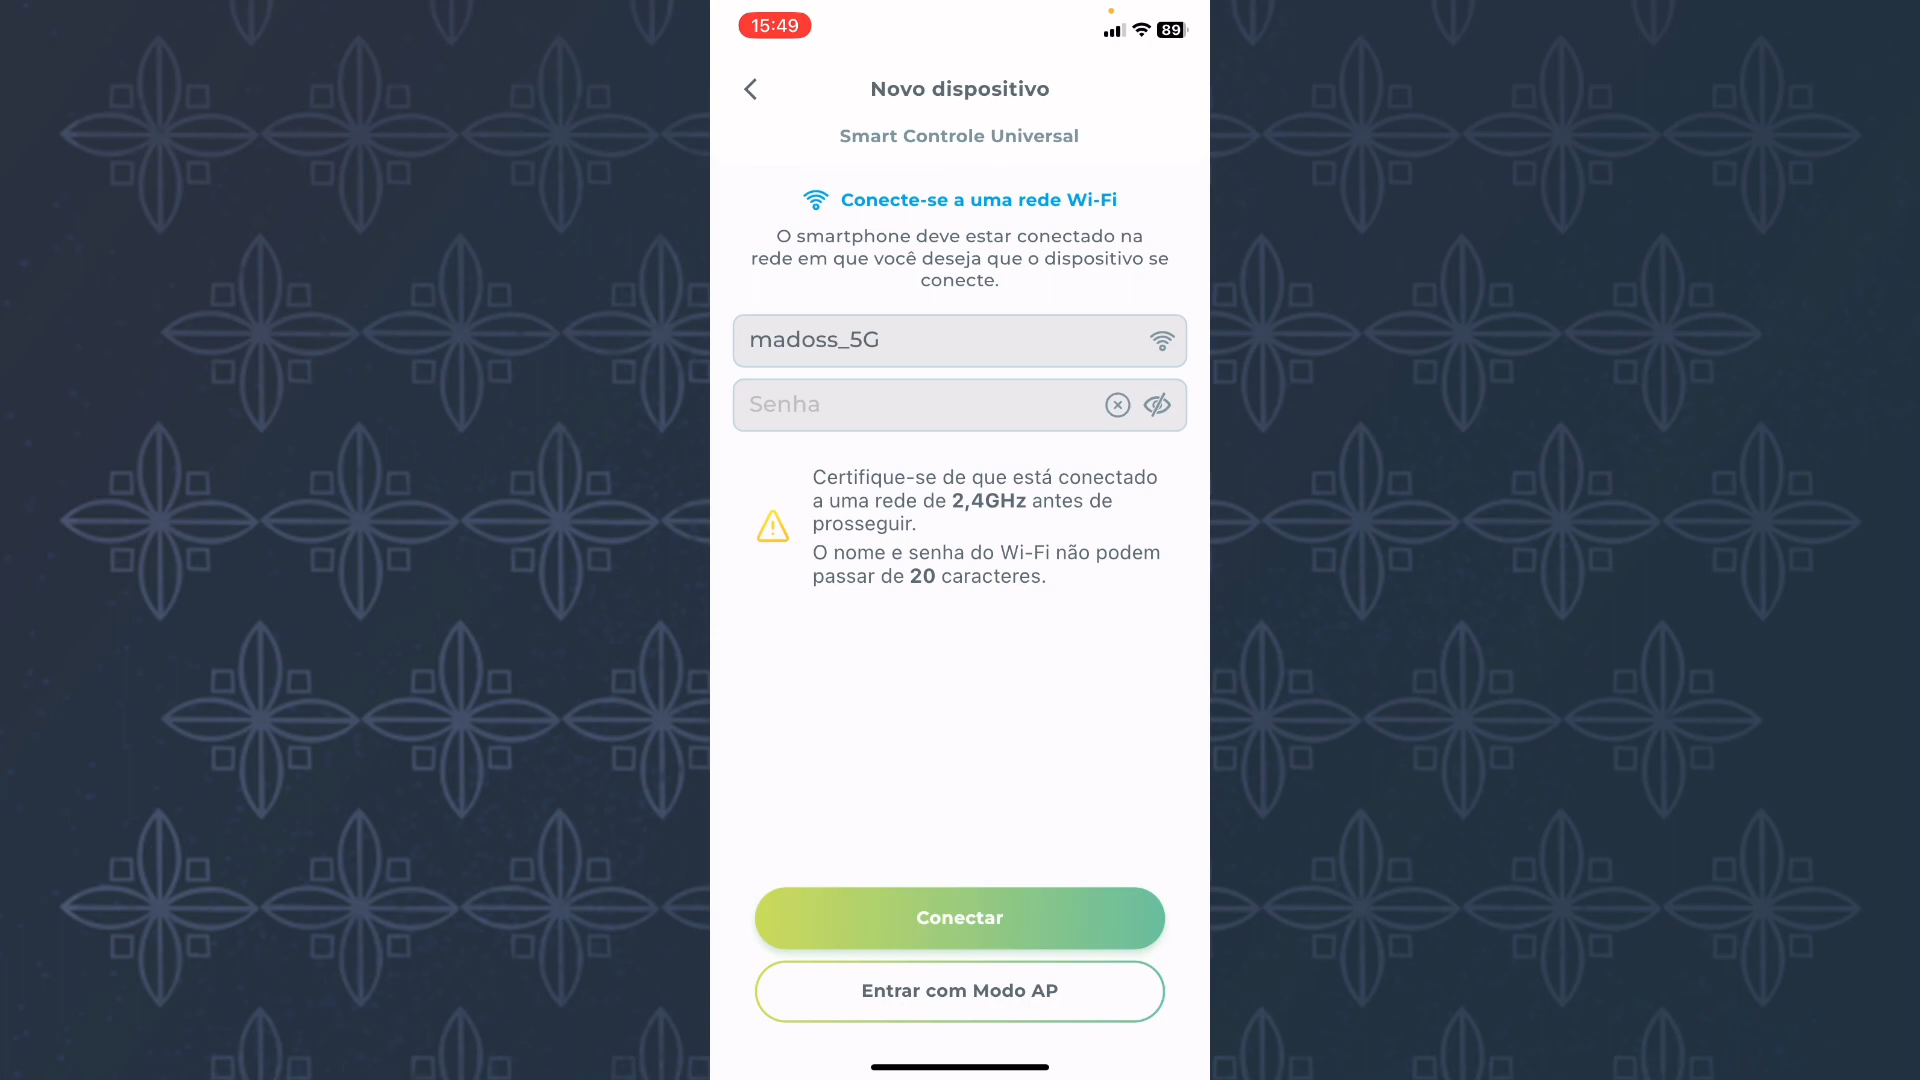 15:49
89
Novo dispositivo
Smart Controle Universal
Conecte-se a uma rede Wi-Fi
O smartphone deve estar conectado na
rede em que você deseja que o dispositivo se
conecte.
madoss_5G
Senha
Certifique-se de que está conectado
a uma rede de 2,4GHz antes de
prosseguir.
O nome e senha do Wi-Fi não podem
passar de 20 caracteres.
Conectar
Entrar com Modo AP